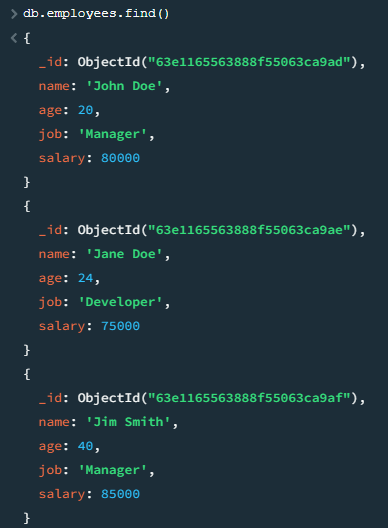 > db.employees.find()
< {
_id: ObjectId("63e1165563888f55063ca9ad"),
name: 'John Doe',
age: 20,
job: 'Manager',
salary: 80000
}
{
_id: ObjectId("63e1165563888f55063ca9ae"),
name: 'Jane Doe',
age: 24,
job: 'Developer',
salary: 75000
}
{
_id: ObjectId("63e1165563888f55063ca9af"),
name: 'Jim Smith',
age: 40,
job: 'Manager',
salary: 85000
}